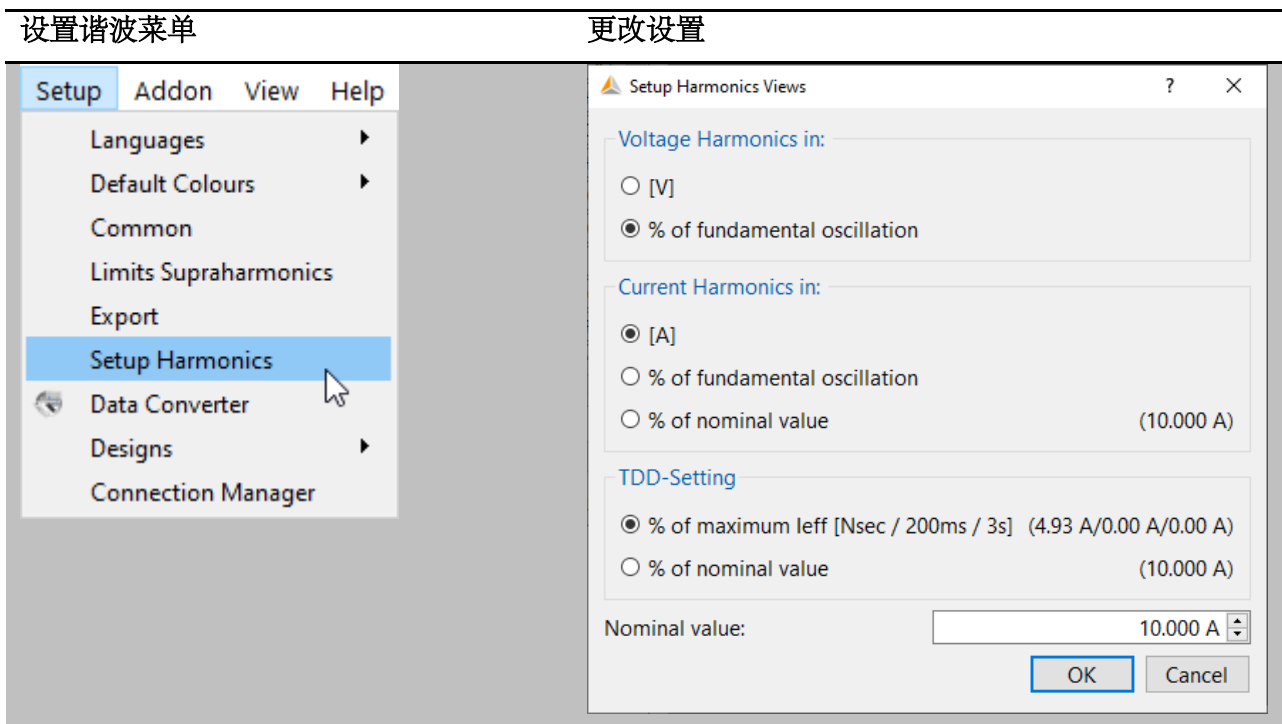 设置谐波菜单 更改设置
Setup Addon View Help
Languages
Default Colours
Common
Limits Supraharmonics
Export
Setup Harmonics
Data Converter
Designs
Connection Manager
Setup Harmonics Views ?
Voltage Harmonics in:
[V]
% of fundamental oscillation
Current Harmonics in:
[A]
% of fundamental oscillation
% of nominal value (10.000 A)
TDD-Setting
% of maximum Ieff [Nsec / 200ms / 3s] (4.93 A/0.00 A/0.00 A)
% of nominal value (10.000 A)
Nominal value: 10.000 A
OK Cancel